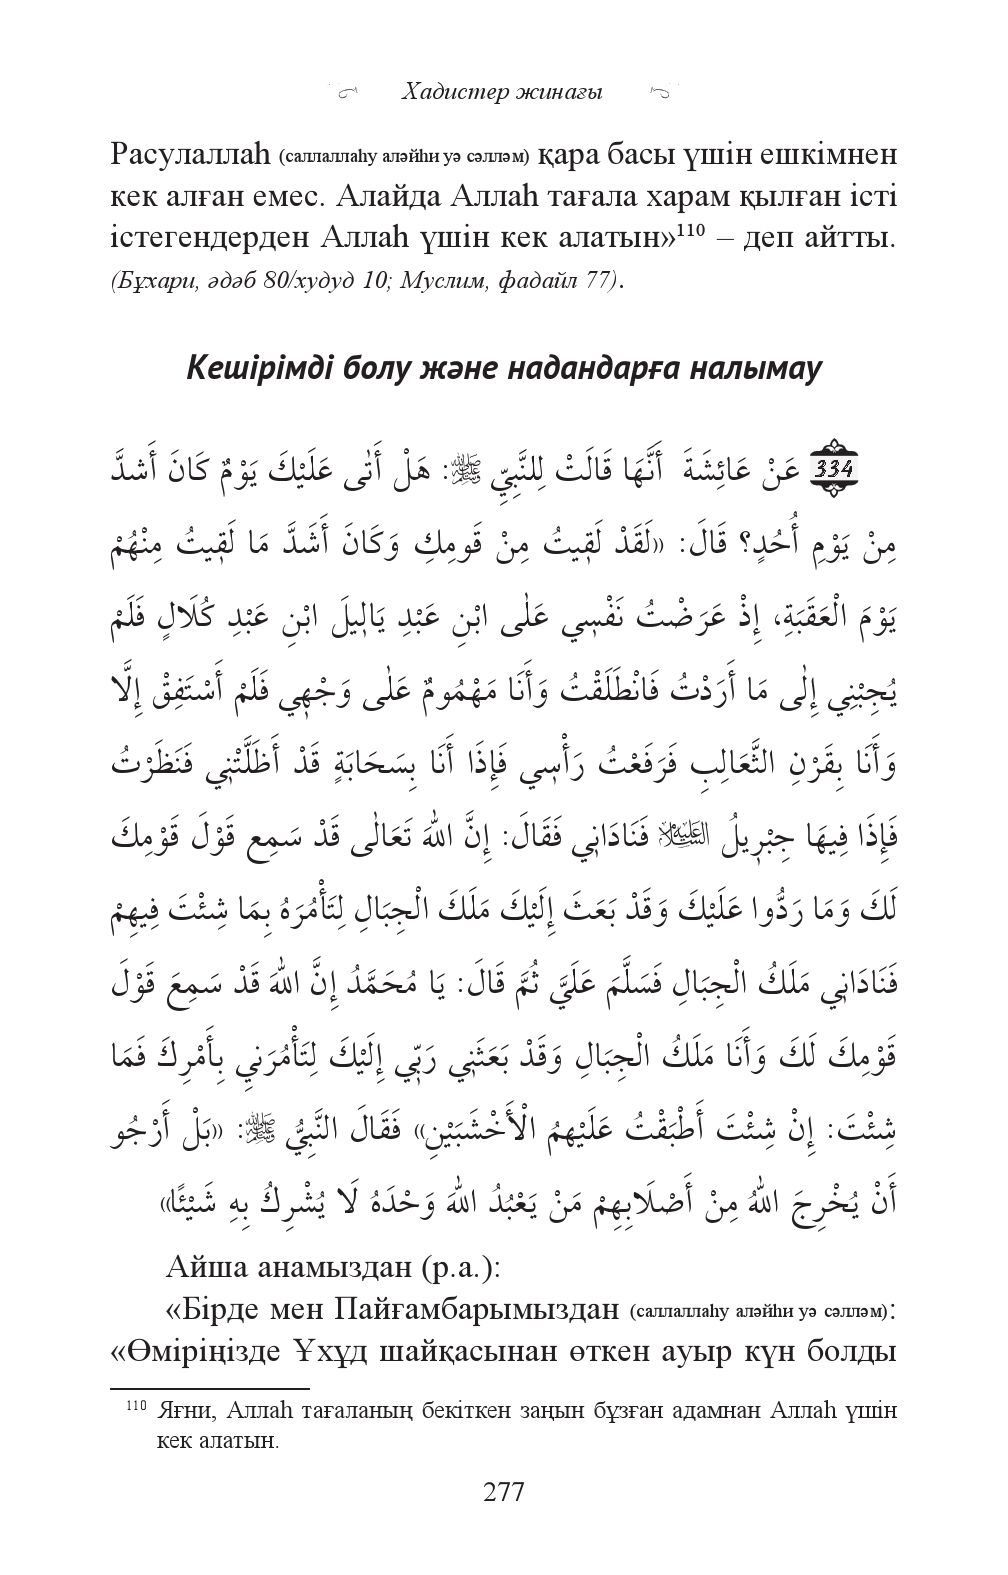 Хадистер жинағы
Расулаллаһ (саллаллаһу аләйһи уә сәлләм) қара басы үшін ешкімнен
кек алған емес. Алайда Аллаһ тағала харам қылған істі
істегендерден Аллаһ үшін кек алатын»110 – деп айтты.
(Бұхари, әдәб 80/худуд 10; Муслим, фадайл 77).
Кешірімді болу және надандарға налымау
334 عَنْ عَائِشَةَ أَنَّهَا قَالَتْ لِلنَّبِيِّ ﷺ: هَلْ أَتٰى عَلَيْكَ يَوْمٌ كَانَ أَشدَّ
مِنْ يَوْمِ أُحُدٍ؟ قَالَ: «لَقَدْ لَقِيتُ مِنْ قَومِكِ وَكَانَ أَشَدَّ مَا لَقِيتُ مِنْهُمْ
يَوْمَ الْعَقَبَةِ، إِذْ عَرَضْتُ نَفْسِي عَلٰى ابْنِ عَبْدِ يَالِيلَ ابْنِ عَبْدِ كُلَالٍ فَلَمْ
يُجِبْنِي إِلٰى مَا أَرَدْتُ فَانْطَلَقْتُ وَأَنَا مَهْمُومٌ عَلٰى وَجْهِي فَلَمْ أَسْتَفِقْ إِلَّا
وَأَنَا بِقَرْنِ الثَّعَالِبِ فَرَفَعْتُ رَأْسِي فَإِذَا أَنَا بِسَحَابَةٍ قَدْ أَظَلَّتْنِي فَنَظَرْتُ
فَإِذَا فِيهَا جِبْرِيلُ عليه السلام فَنَادَانِي فَقَالَ: إِنَّ اللهَ تَعَالٰى قَدْ سَمِع قَوْلَ قَوْمِكَ
لَكَ وَمَا رَدُّوا عَلَيْكَ وَقَدْ بَعَثَ إِلَيْكَ مَلَكَ الْجِبَالِ لِتَأْمُرَهُ بِمَا شِئْتَ فِيهِمْ
فَنَادَانِي مَلَكُ الْجِبَالِ فَسَلَّمَ عَلَيَّ ثُمَّ قَالَ: يَا مُحَمَّدُ إِنَّ اللهَ قَدْ سَمِعَ قَوْلَ
قَوْمِكَ لَكَ وَأَنَا مَلَكُ الْجِبَالِ وَقَدْ بَعَثَنِي رَبِّي إِلَيْكَ لِتَأْمُرَنِي بِأَمْرِكَ فَمَا
شِئْتَ: إِنْ شِئْتَ أَطْبَقْتُ عَلَيْهِمُ الْأَخْشَبَيْنِ» فَقَالَ النَّبِيُّ ﷺ: «بَلْ أَرْجُو
أَنْ يُخْرِجَ اللهُ مِنْ أَصْلَابِهِمْ مَنْ يَعْبُدُ اللهَ وَحْدَهُ لَا يُشْرِكُ بِهِ شَيْئًا»
Айша анамыздан (р.а.):
«Бірде мен Пайғамбарымыздан (саллаллаһу аләйһи уә сәлләм):
«Өміріңізде Ұхұд шайқасынан өткен ауыр күн болды
110 Яғни, Аллаһ тағаланың бекіткен заңын бұзған адамнан Аллаһ үшін
кек алатын.
277